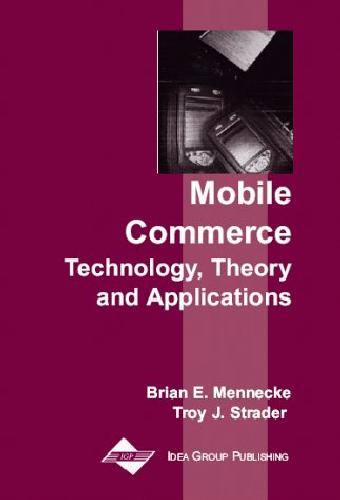 Mobile
Commerce
Technology, Theory
and Applications
Brian E. Mennecke
Troy J. Strader
IGP
IDEA GROUP PUBLISHING